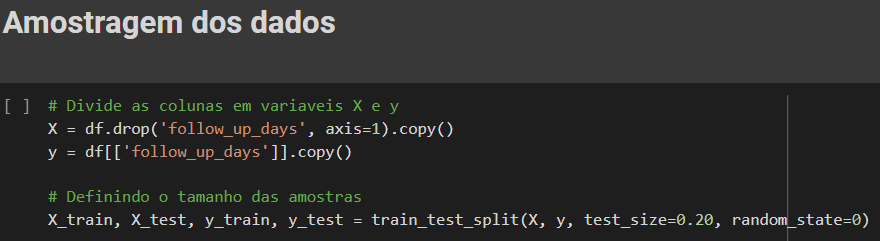 Amostragem dos dados
[ ] # Divide as colunas em variaveis X e y
X = df.drop('follow_up_days', axis=1).copy()
y = df[['follow_up_days']].copy()
# Definindo o tamanho das amostras
X_train, X_test, y_train, y_test = train_test_split(X, y, test_size=0.20, random_state=0)